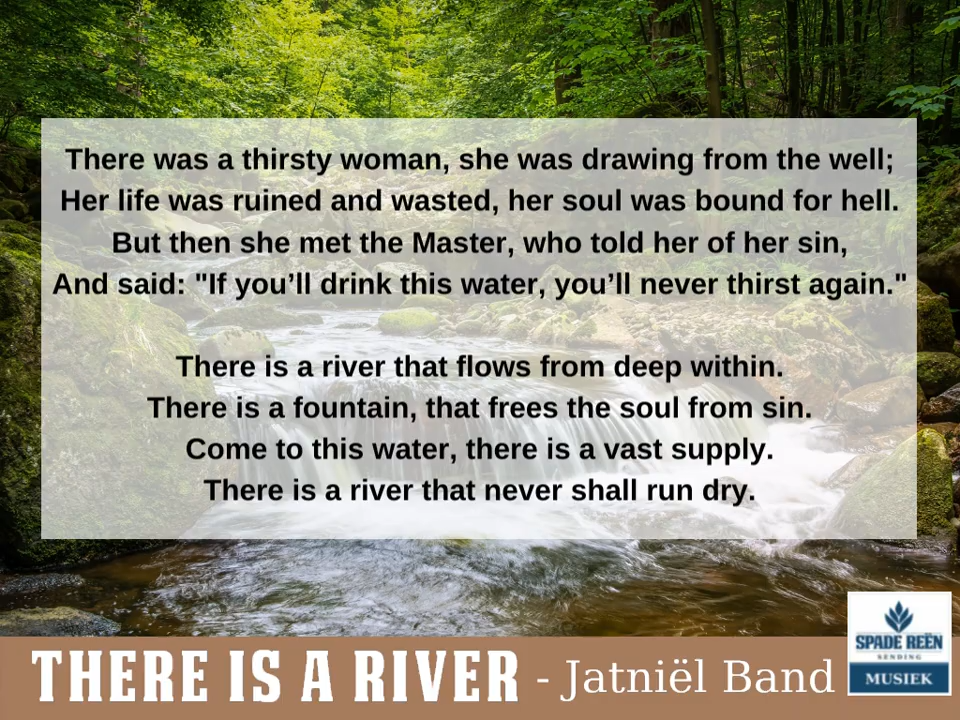 There was a thirsty woman, she was drawing from the well;
Her life was ruined and wasted, her soul was bound for hell.
But then she met the Master, who told her of her sin,
And said: "If you’ll drink this water, you’ll never thirst again."
There is a river that flows from deep within.
There is a fountain, that frees the soul from sin.
Come to this water, there is a vast supply.
There is a river that never shall run dry.
THERE IS A RIVER - Jatniël Band
SPADE REËN
SENDING
MUSIEK